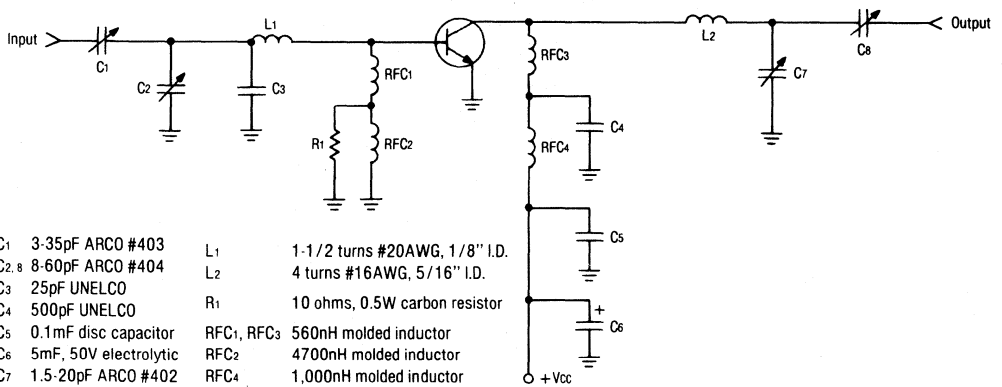 Input
C1
C2
C3
L1
RFC1
R1
RFC2
RFC3
C4
RFC4
C5
+
C6
+VCC
L2
C7
C8
Output
C1 3-35pF ARCO #403
C2, 8 8-60pF ARCO #404
C3 25pF UNELCO
C4 500pF UNELCO
C5 0.1mF disc capacitor
C6 5mF, 50V electrolytic
C7 1.5-20pF ARCO #402
L1 1-1/2 turns #20AWG, 1/8" I.D.
L2 4 turns #16AWG, 5/16" I.D.
R1 10 ohms, 0.5W carbon resistor
RFC1, RFC3 560nH molded inductor
RFC2 4700nH molded inductor
RFC4 1,000nH molded inductor